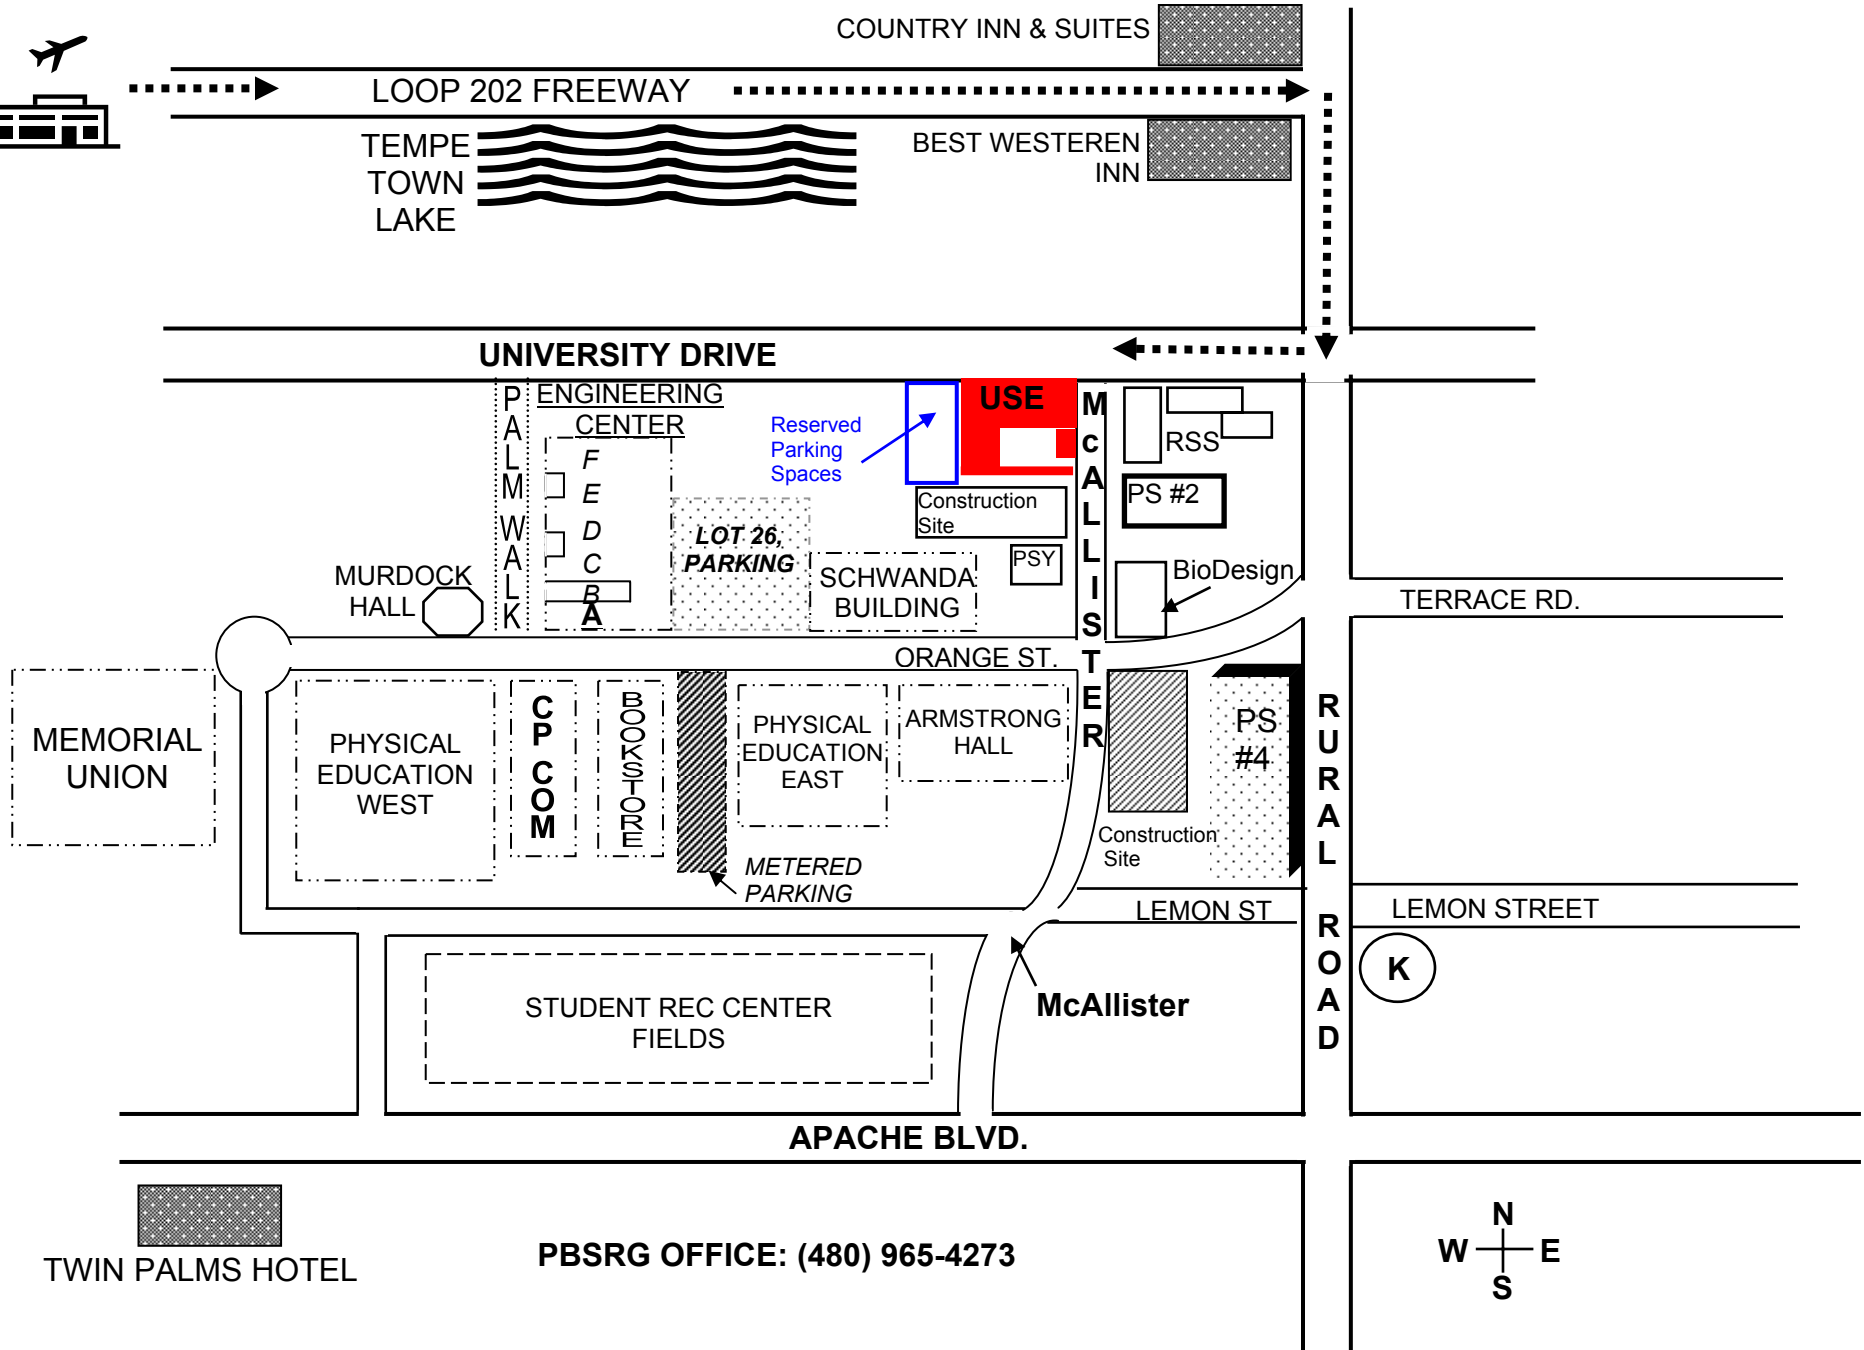 COUNTRY INN & SUITES
LOOP 202 FREEWAY
TEMPE
TOWN
LAKE
BEST WESTEREN
INN
UNIVERSITY DRIVE
PALM WALK
ENGINEERING
CENTER
F
E
D
C
B
A
Reserved
Parking
Spaces
USE
McALLISTER
RSS
PS #2
Construction
Site
LOT 26,
PARKING
PSY
SCHWANDA
BUILDING
BioDesign
MURDOCK
HALL
TERRACE RD.
ORANGE ST.
MEMORIAL
UNION
PHYSICAL
EDUCATION
WEST
CP COM
BOOKSTORE
PHYSICAL
EDUCATION
EAST
ARMSTRONG
HALL
PS
#4
RURAL ROAD
Construction
Site
METERED
PARKING
LEMON ST
LEMON STREET
K
McAllister
STUDENT REC CENTER
FIELDS
APACHE BLVD.
TWIN PALMS HOTEL
PBSRG OFFICE: (480) 965-4273
N
W E
S